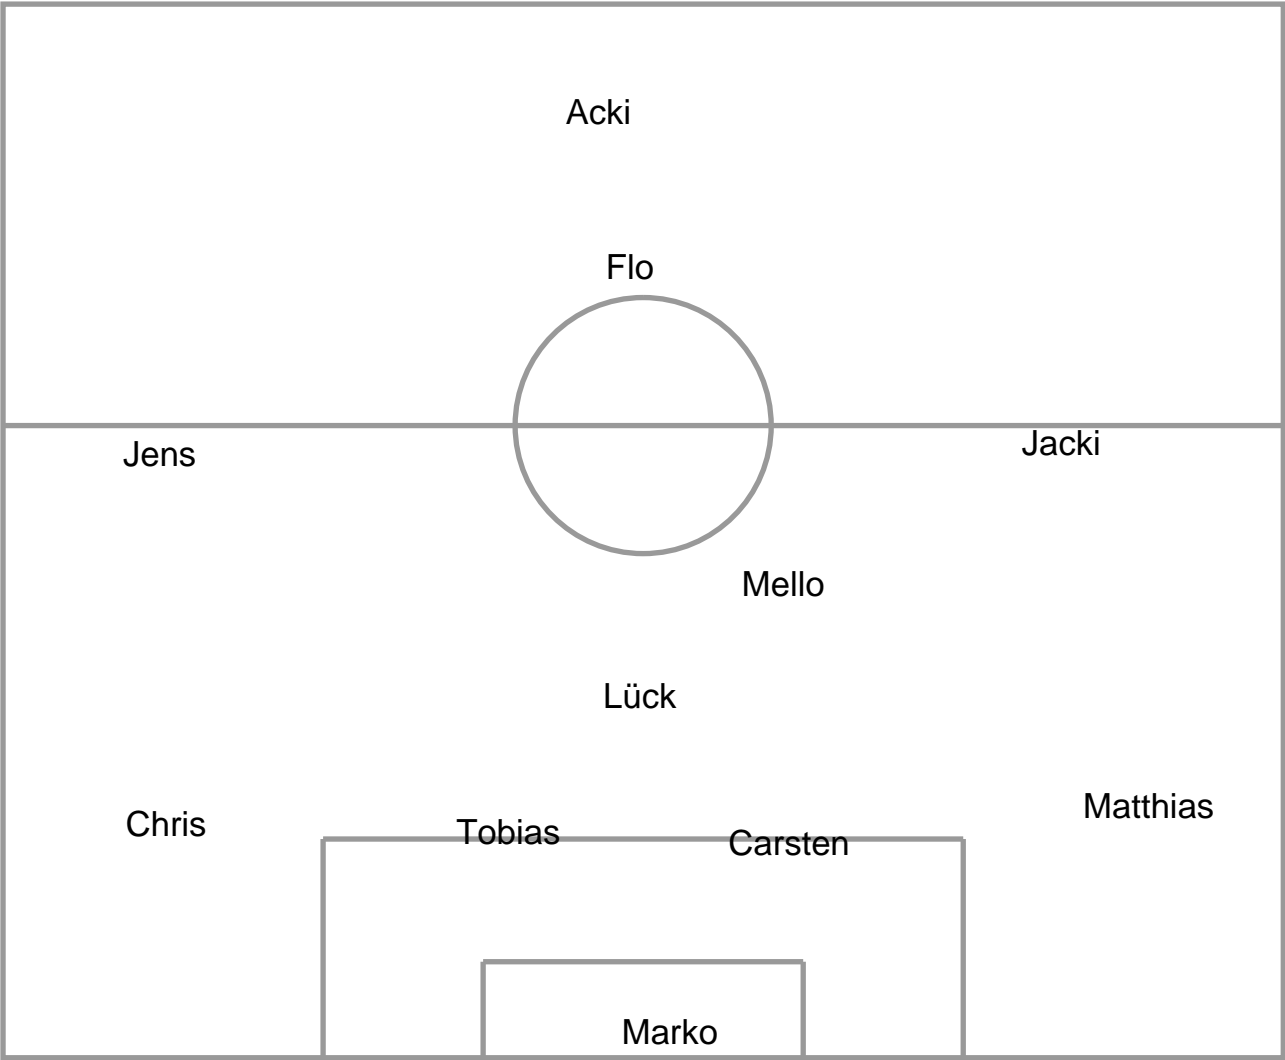 Acki
Flo
Jens
Jacki
Mello
Lück
Chris
Tobias
Carsten
Matthias
Marko